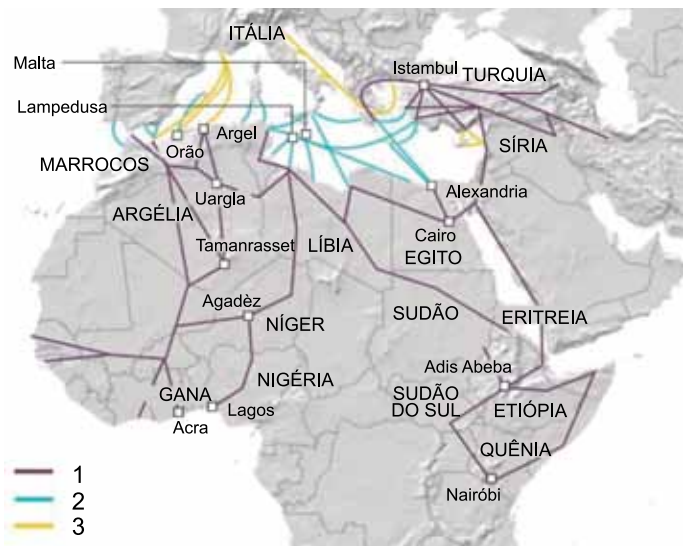 ITÁLIA
Malta
Istambul
TURQUIA
Lampedusa
Argel
Orão
SÍRIA
MARROCOS
Uargla
Alexandria
ARGÉLIA
Cairo
Tamanrasset
LÍBIA
EGITO
Agadèz
NÍGER
SUDÃO
ERITREIA
Adis Abeba
NIGÉRIA
GANA
SUDÃO
DO SUL
ETIÓPIA
Lagos
Acra
QUÊNIA
Nairóbi
1
2
3